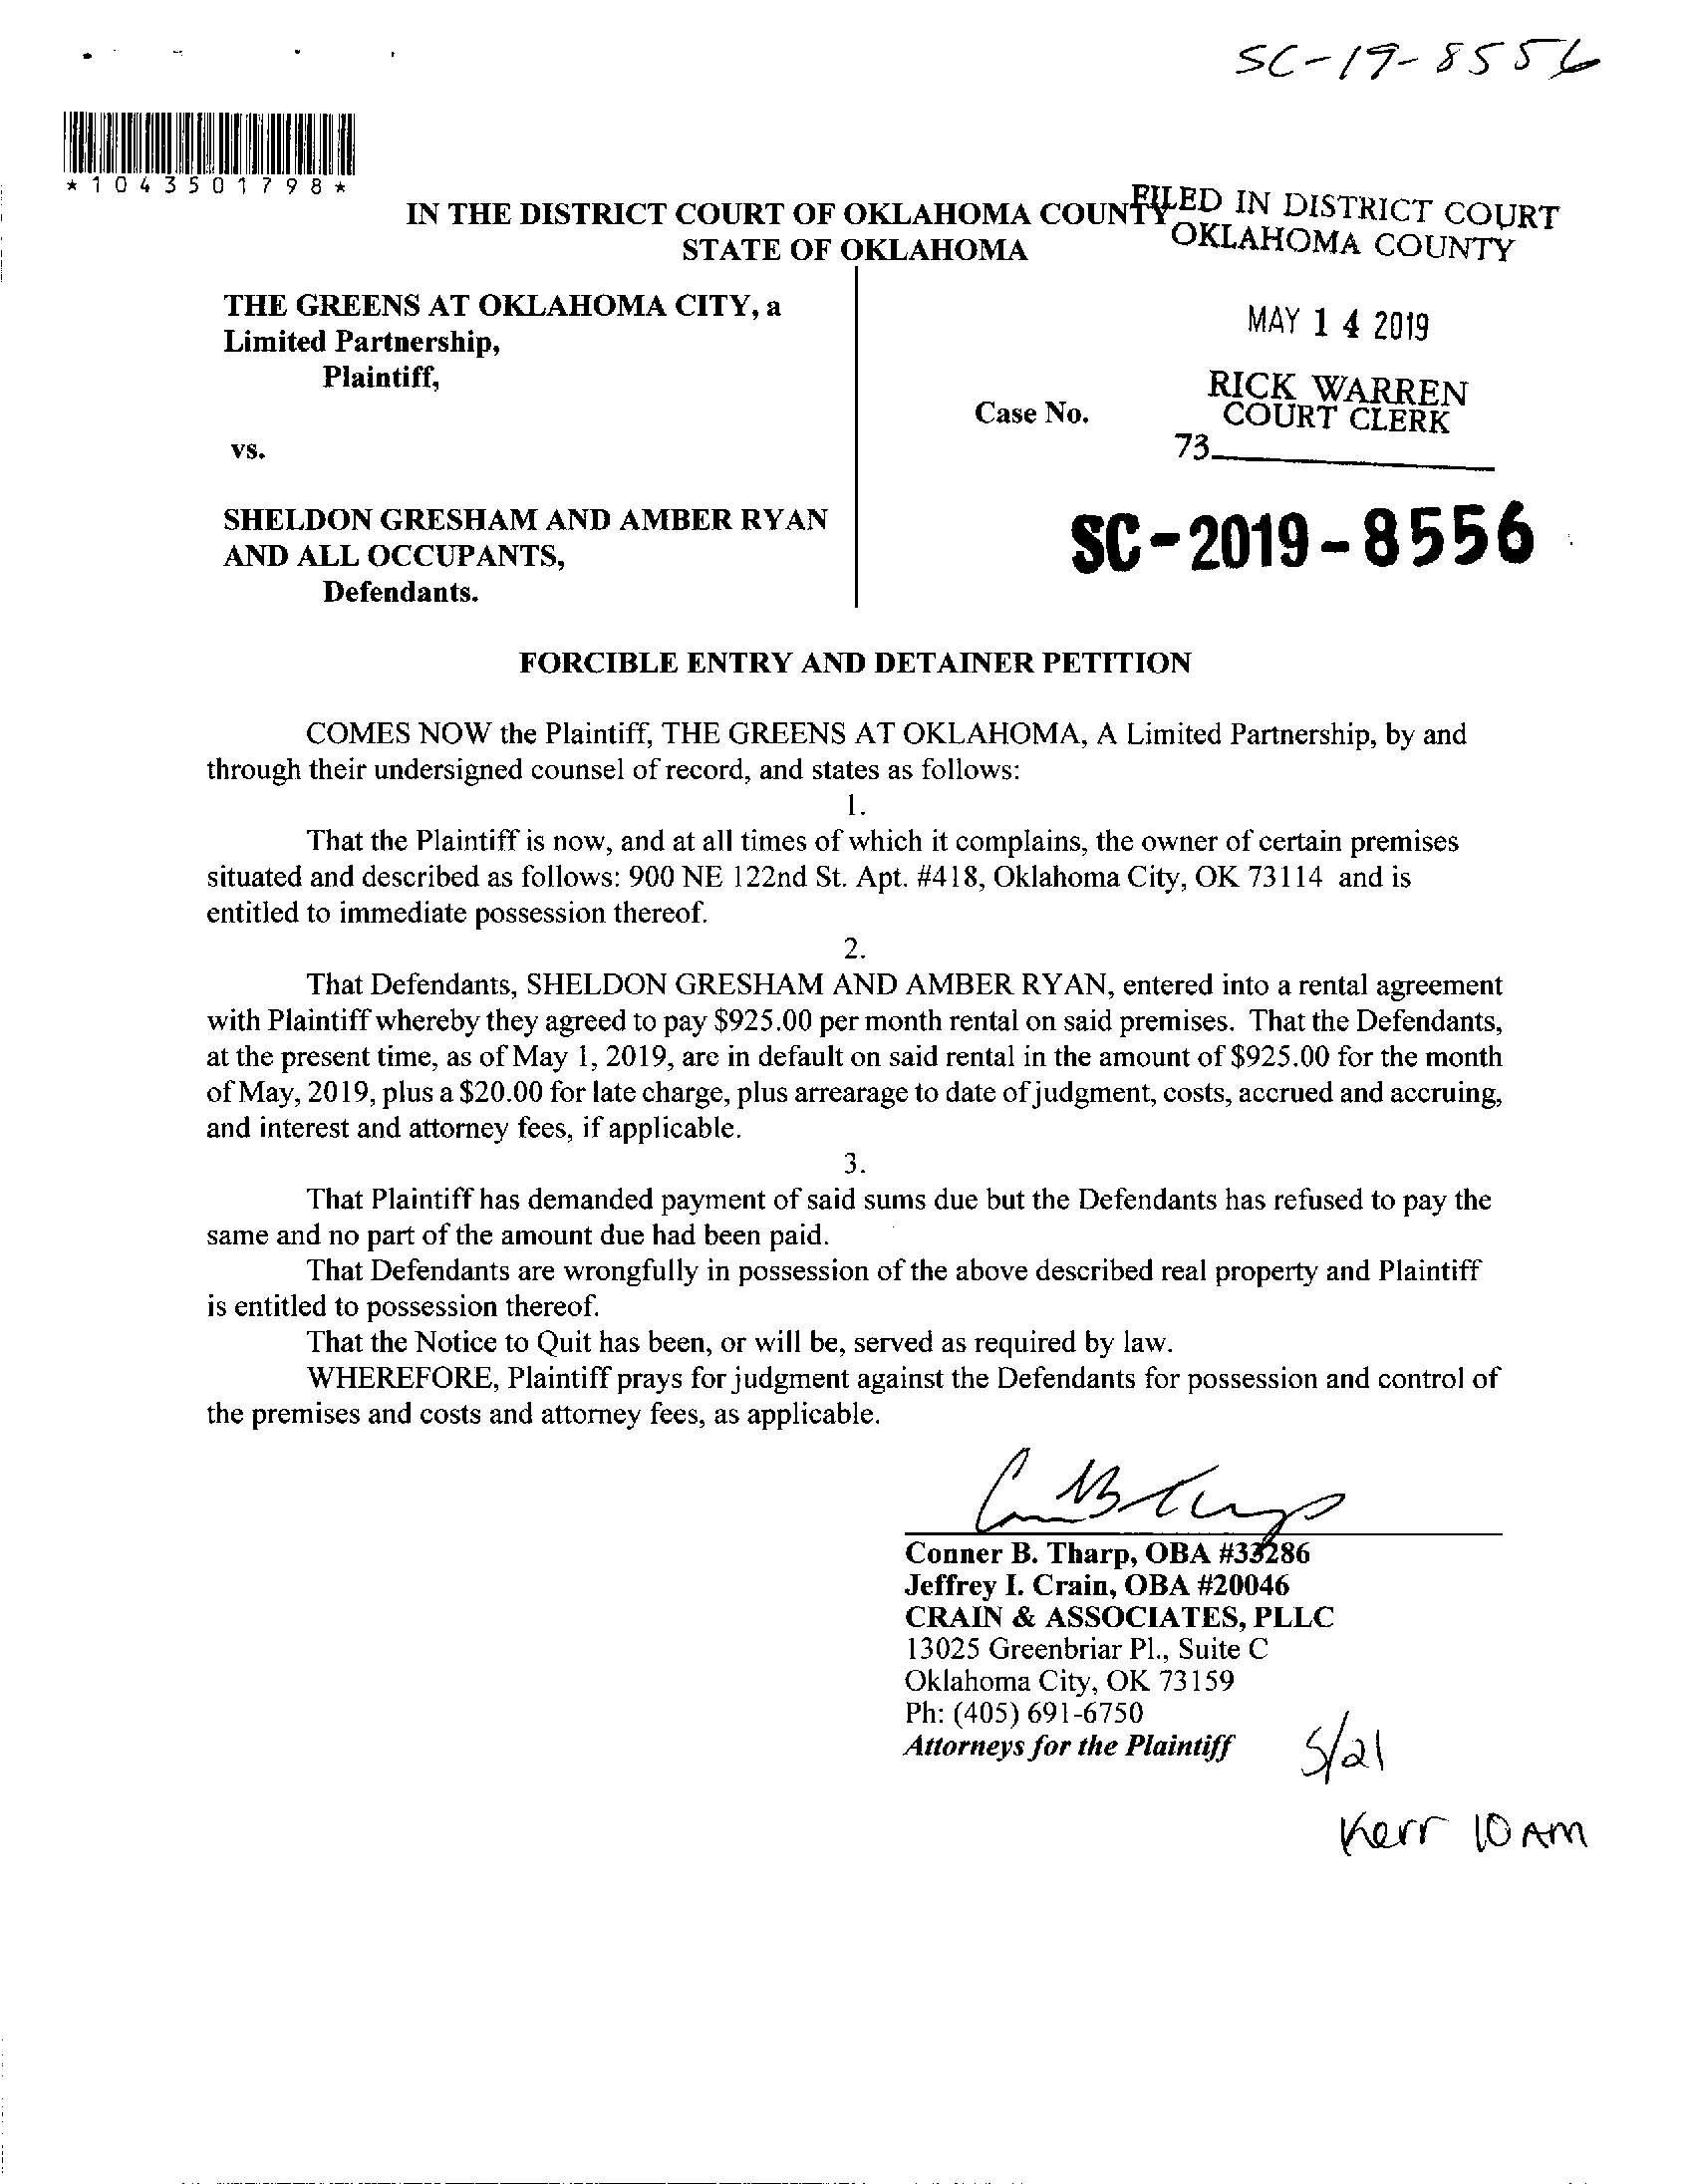 SC-19-8556
*1043501798*
IN THE DISTRICT COURT OF OKLAHOMA COUNTY
STATE OF OKLAHOMA
FILED IN DISTRICT COURT
OKLAHOMA COUNTY
MAY 14 2019
RICK WARREN
COURT CLERK
73
THE GREENS AT OKLAHOMA CITY, a
Limited Partnership,
Plaintiff,
Case No.
vs.
SC-2019-8556
SHELDON GRESHAM AND AMBER RYAN
AND ALL OCCUPANTS,
Defendants.
FORCIBLE ENTRY AND DETAINER PETITION
COMES NOW the Plaintiff, THE GREENS AT OKLAHOMA, A Limited Partnership, by and
through their undersigned counsel of record, and states as follows:
1.
That the Plaintiff is now, and at all times of which it complains, the owner of certain premises
situated and described as follows: 900 NE 122nd St. Apt. #418, Oklahoma City, OK 73114 and is
entitled to immediate possession thereof.
2.
That Defendants, SHELDON GRESHAM AND AMBER RYAN, entered into a rental agreement
with Plaintiff whereby they agreed to pay $925.00 per month rental on said premises. That the Defendants,
at the present time, as of May 1, 2019, are in default on said rental in the amount of $925.00 for the month
of May, 2019, plus a $20.00 for late charge, plus arrearage to date of judgment, costs, accrued and accruing,
and interest and attorney fees, if applicable.
3.
That Plaintiff has demanded payment of said sums due but the Defendants has refused to pay the
same and no part of the amount due had been paid.
That Defendants are wrongfully in possession of the above described real property and Plaintiff
is entitled to possession thereof.
That the Notice to Quit has been, or will be, served as required by law.
WHEREFORE, Plaintiff prays for judgment against the Defendants for possession and control of
the premises and costs and attorney fees, as applicable.
Conner B. Tharp, OBA #33286
Jeffrey I. Crain, OBA #20046
CRAIN & ASSOCIATES, PLLC
13025 Greenbriar Pl., Suite C
Oklahoma City, OK 73159
Ph: (405) 691-6750
Attorneys for the Plaintiff
5/21
Kerr 10 AM